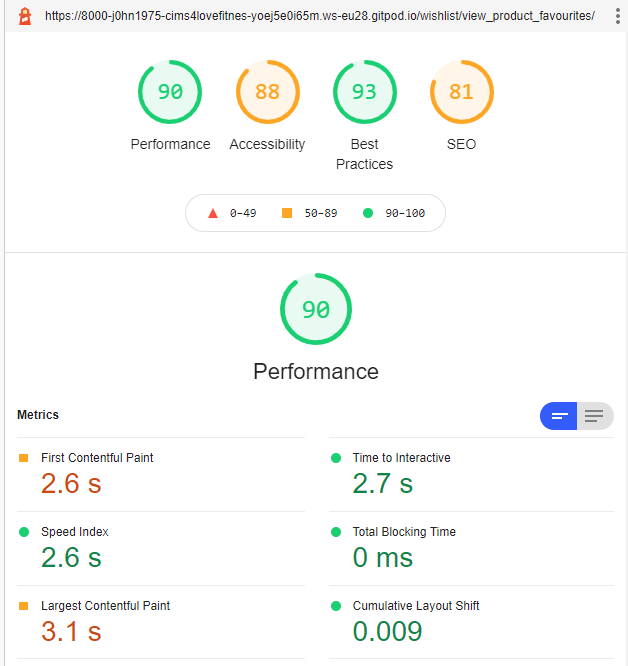 https://8000-j0hn1975-cims4lovefitnes-yoej5e0i65m.ws-eu28.gitpod.io/wishlist/view_product_favourites/
90 88 93 81
Performance Accessibility Best Practices SEO
0–49 50–89 90–100
90
Performance
Metrics
First Contentful Paint Time to Interactive
2.6 s 2.7 s
Speed Index Total Blocking Time
2.6 s 0 ms
Largest Contentful Paint Cumulative Layout Shift
3.1 s 0.009